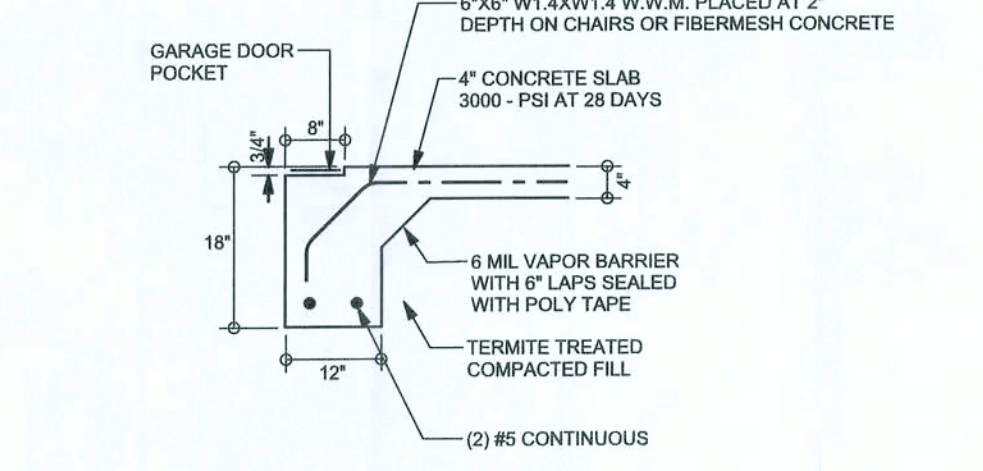 6"X6" W1.4XW1.4 W.W.M. PLACED AT 2"
DEPTH ON CHAIRS OR FIBERMESH CONCRETE
GARAGE DOOR
POCKET
4" CONCRETE SLAB
3000 - PSI AT 28 DAYS
8"
3/4"
4"
18"
6 MIL VAPOR BARRIER
WITH 6" LAPS SEALED
WITH POLY TAPE
TERMITE TREATED
COMPACTED FILL
12"
(2) #5 CONTINUOUS